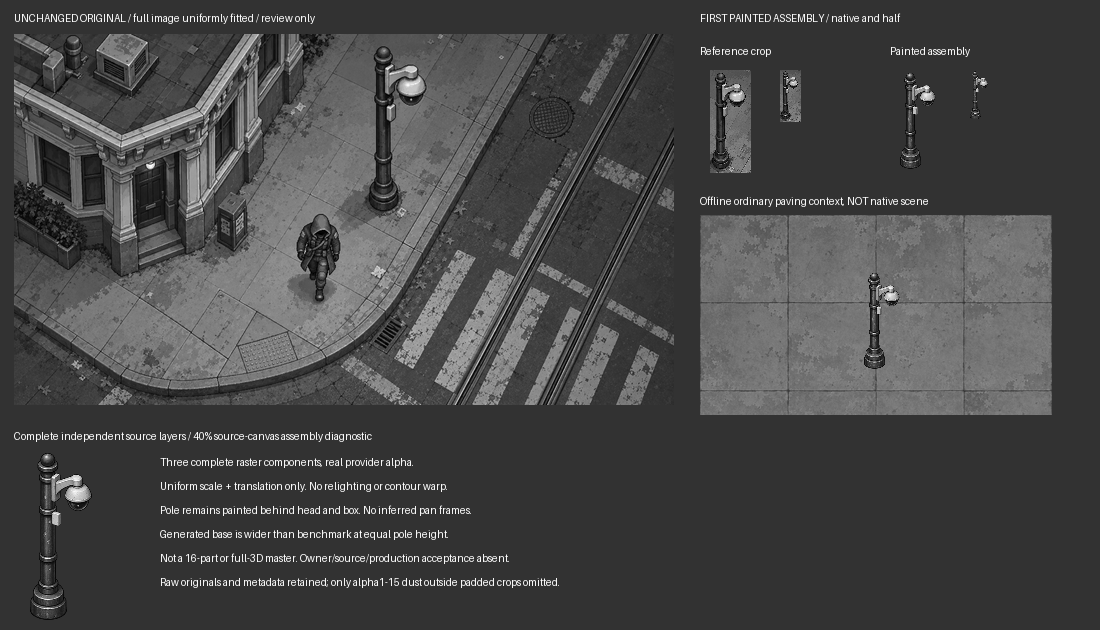 UNCHANGED ORIGINAL / full image uniformly fitted / review only
FIRST PAINTED ASSEMBLY / native and half
Reference crop
Painted assembly
Offline ordinary paving context, NOT native scene
Complete independent source layers / 40% source-canvas assembly diagnostic
Three complete raster components, real provider alpha.
Uniform scale + translation only. No relighting or contour warp.
Pole remains painted behind head and box. No inferred pan frames.
Generated base is wider than benchmark at equal pole height.
Not a 16-part or full-3D master. Owner/source/production acceptance absent.
Raw originals and metadata retained; only alpha 1-15 dust outside padded crops omitted.